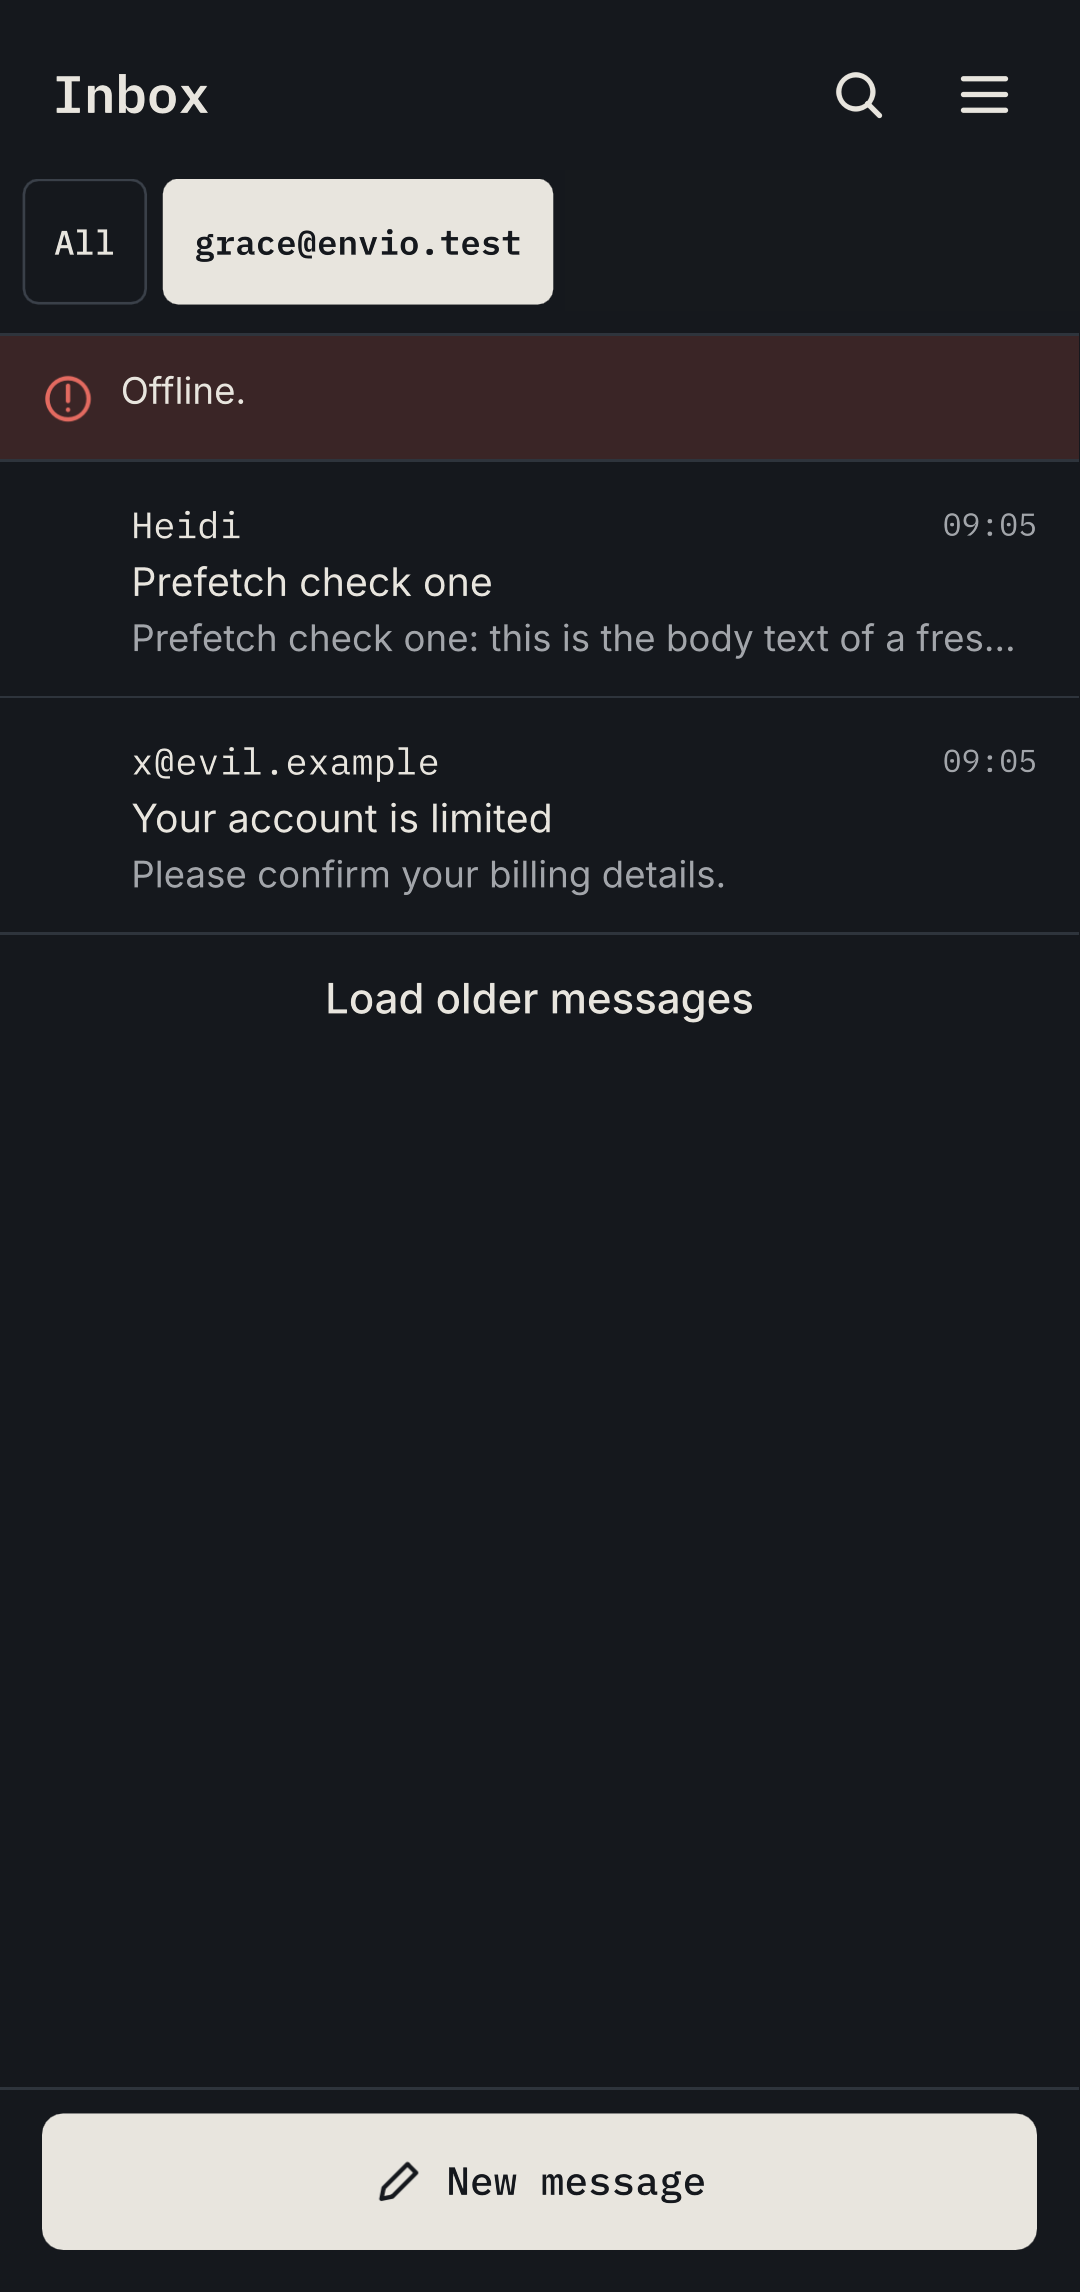 Inbox
All
grace@envio.test
Offline.
Heidi
09:05
Prefetch check one
Prefetch check one: this is the body text of a fres...
x@evil.example
09:05
Your account is limited
Please confirm your billing details.
Load older messages
New message